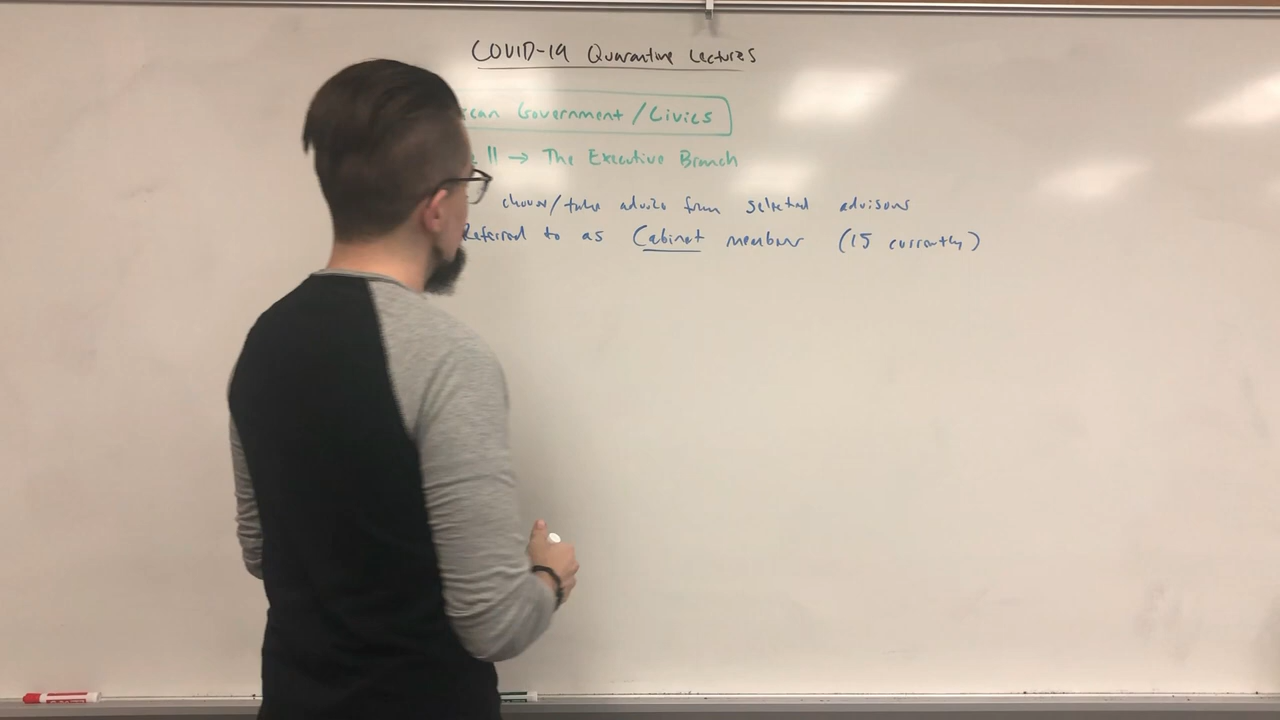 COVID-19 Quarantine Lectures
can Government/Civics
II → The Executive Branch
choose/take advice from selected advisors
Referred to as Cabinet members (15 currently)